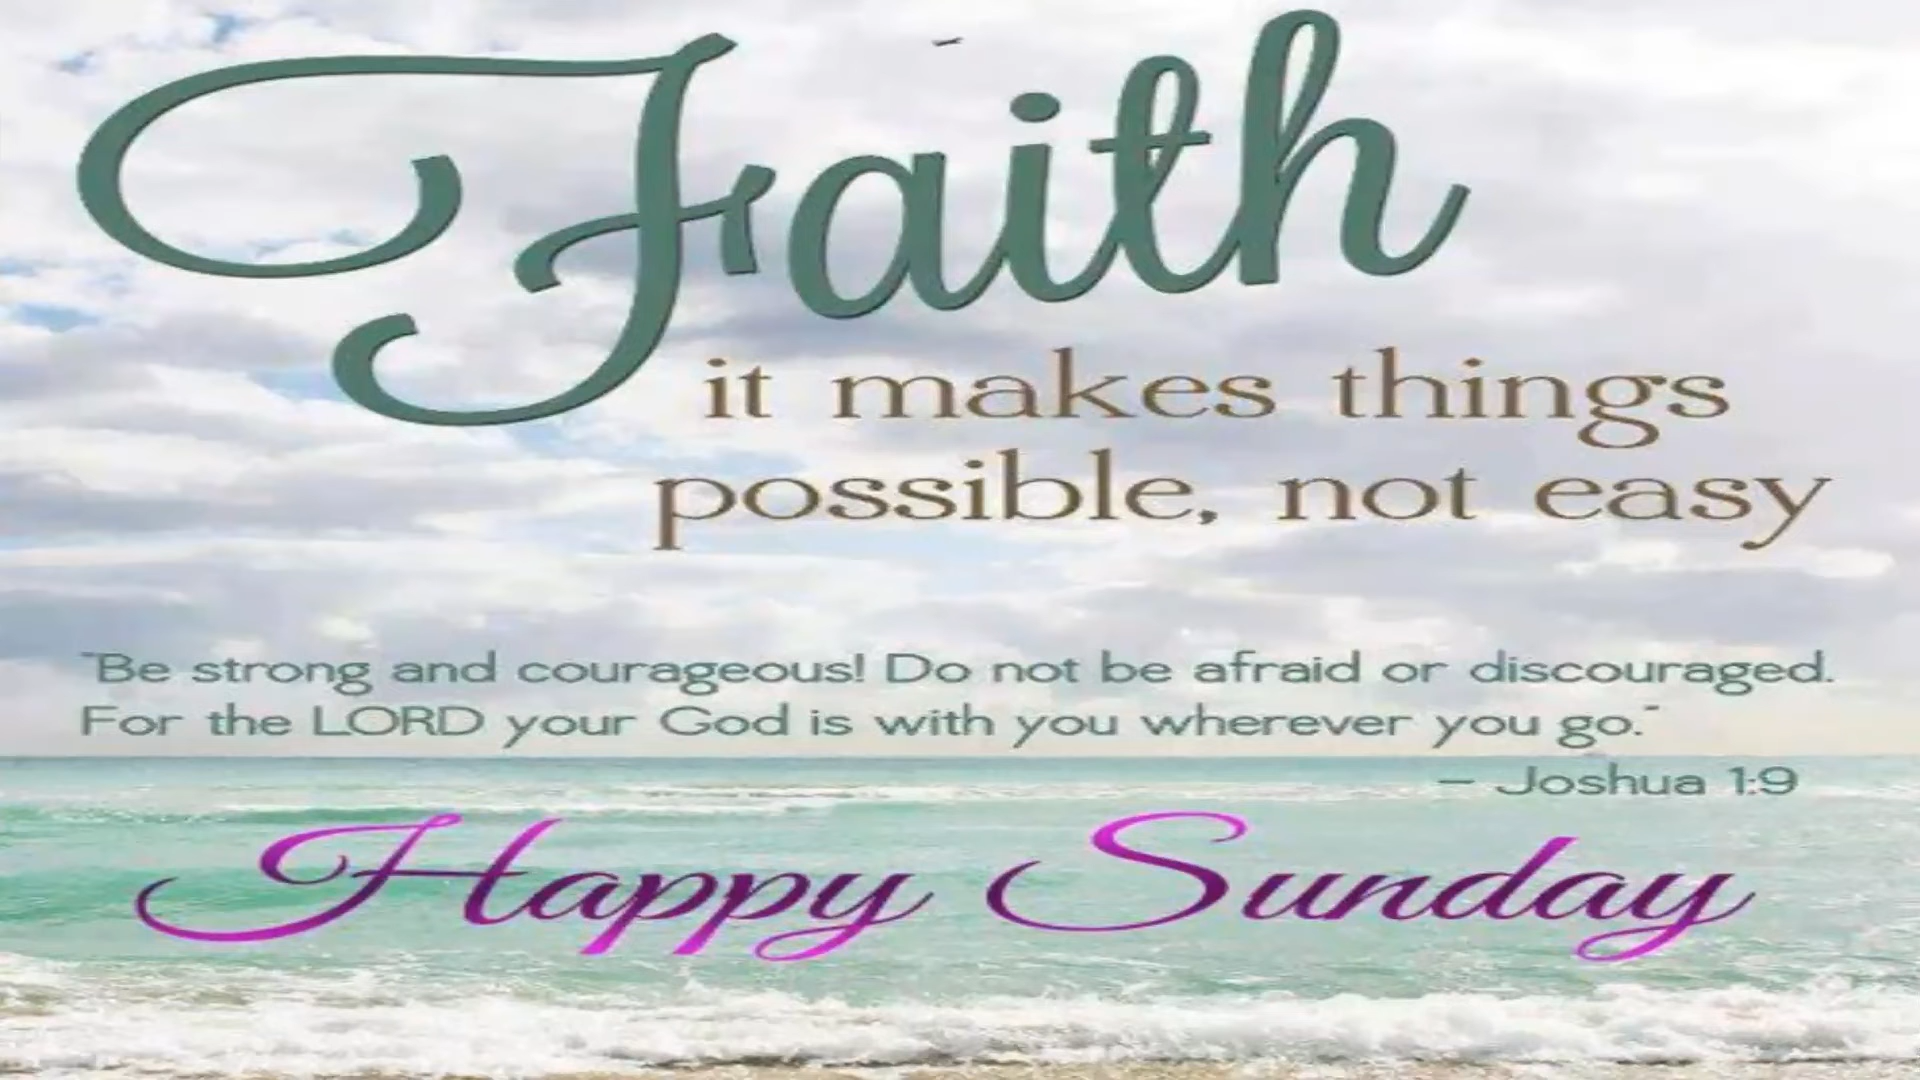 Faith
it makes things
possible, not easy
"Be strong and courageous! Do not be afraid or discouraged.
For the LORD your God is with you wherever you go."
– Joshua 1:9
Happy Sunday